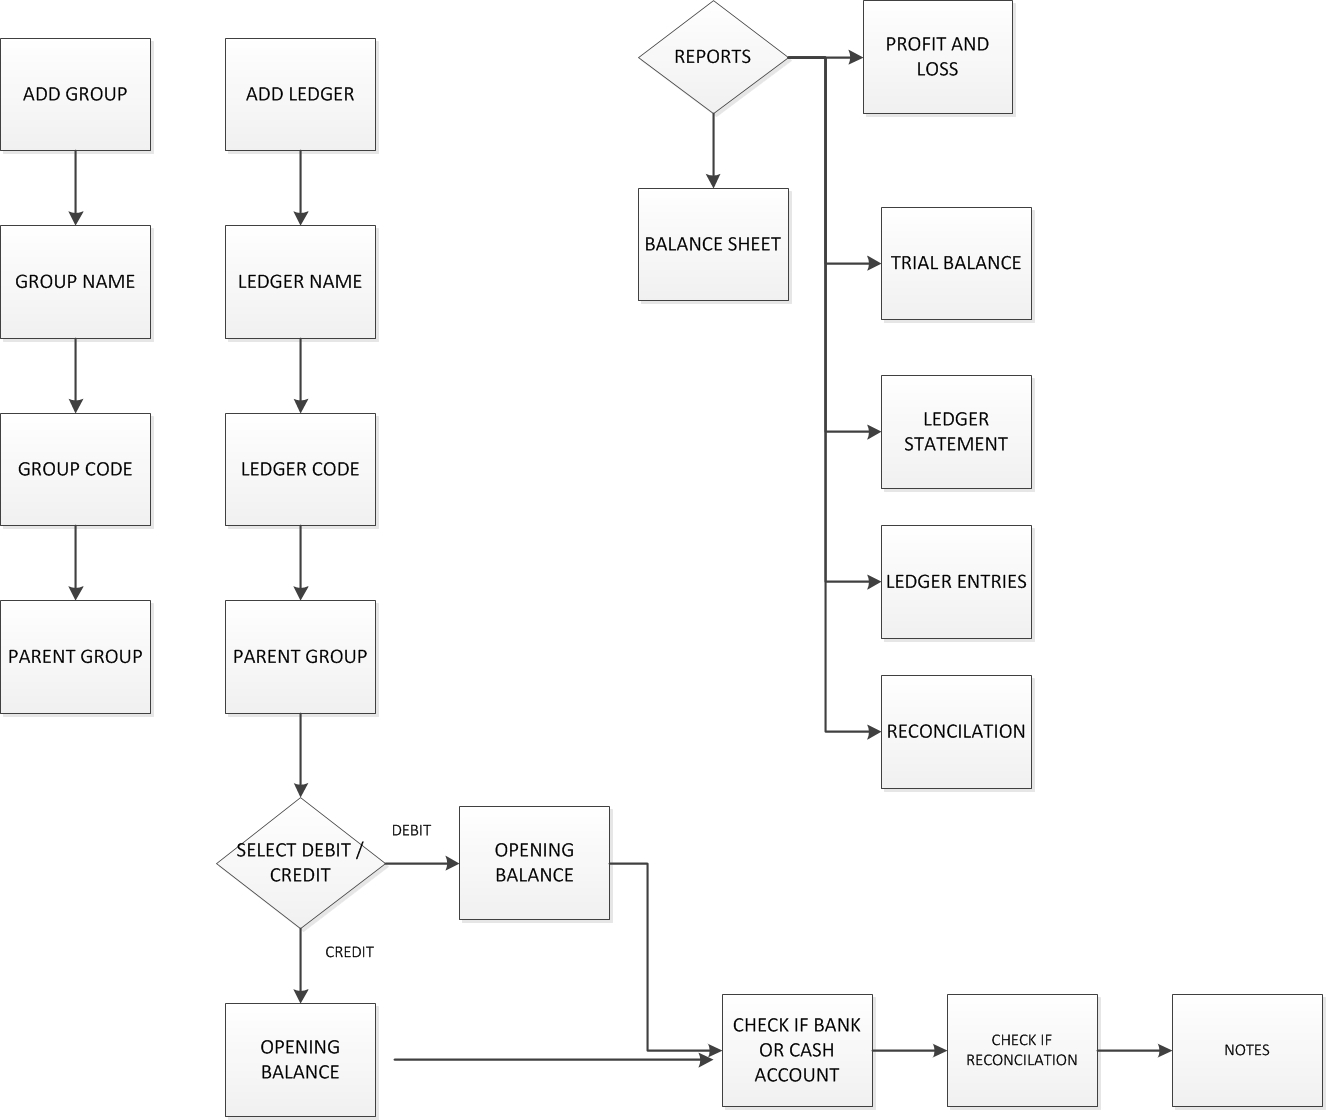 ADD GROUP
GROUP NAME
GROUP CODE
PARENT GROUP
ADD LEDGER
LEDGER NAME
LEDGER CODE
PARENT GROUP
SELECT DEBIT /
CREDIT
DEBIT
OPENING
BALANCE
CREDIT
OPENING
BALANCE
CHECK IF BANK
OR CASH
ACCOUNT
CHECK IF
RECONCILATION
NOTES
REPORTS
BALANCE SHEET
PROFIT AND
LOSS
TRIAL BALANCE
LEDGER
STATEMENT
LEDGER ENTRIES
RECONCILATION